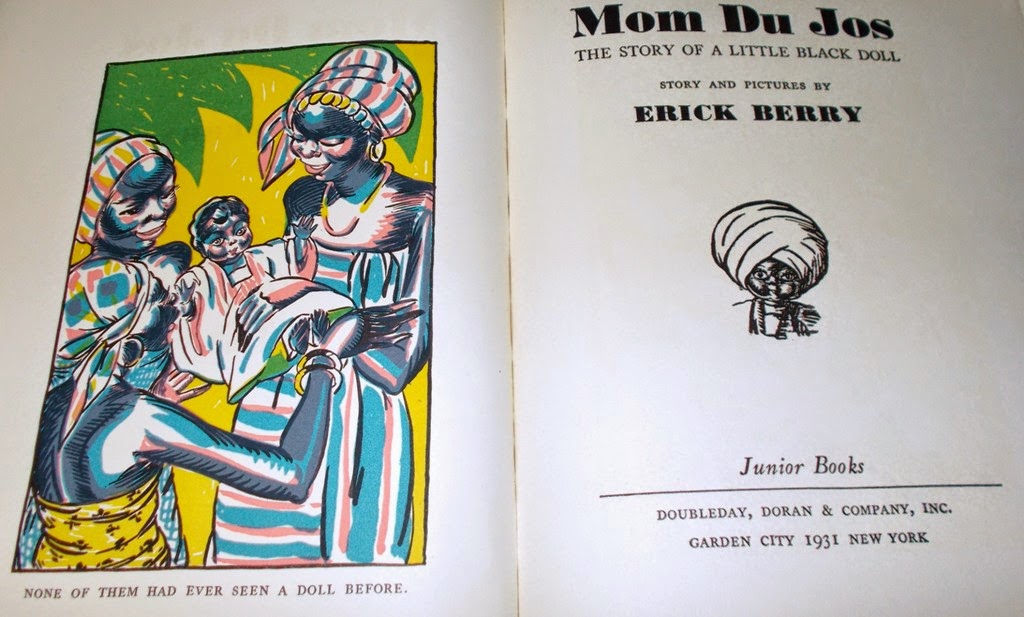 NONE OF THEM HAD EVER SEEN A DOLL BEFORE.
Mom Du Jos
THE STORY OF A LITTLE BLACK DOLL
STORY AND PICTURES BY
ERICK BERRY
Junior Books
DOUBLEDAY, DORAN & COMPANY, INC.
GARDEN CITY 1931 NEW YORK